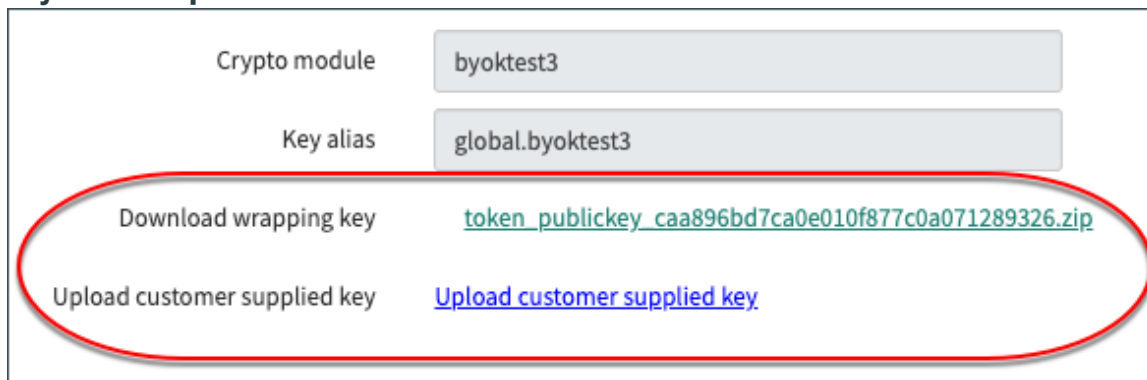 Crypto module byoktest3
Key alias global.byoktest3
Download wrapping key token_publickey_caa896bd7ca0e010f877c0a071289326.zip
Upload customer supplied key Upload customer supplied key